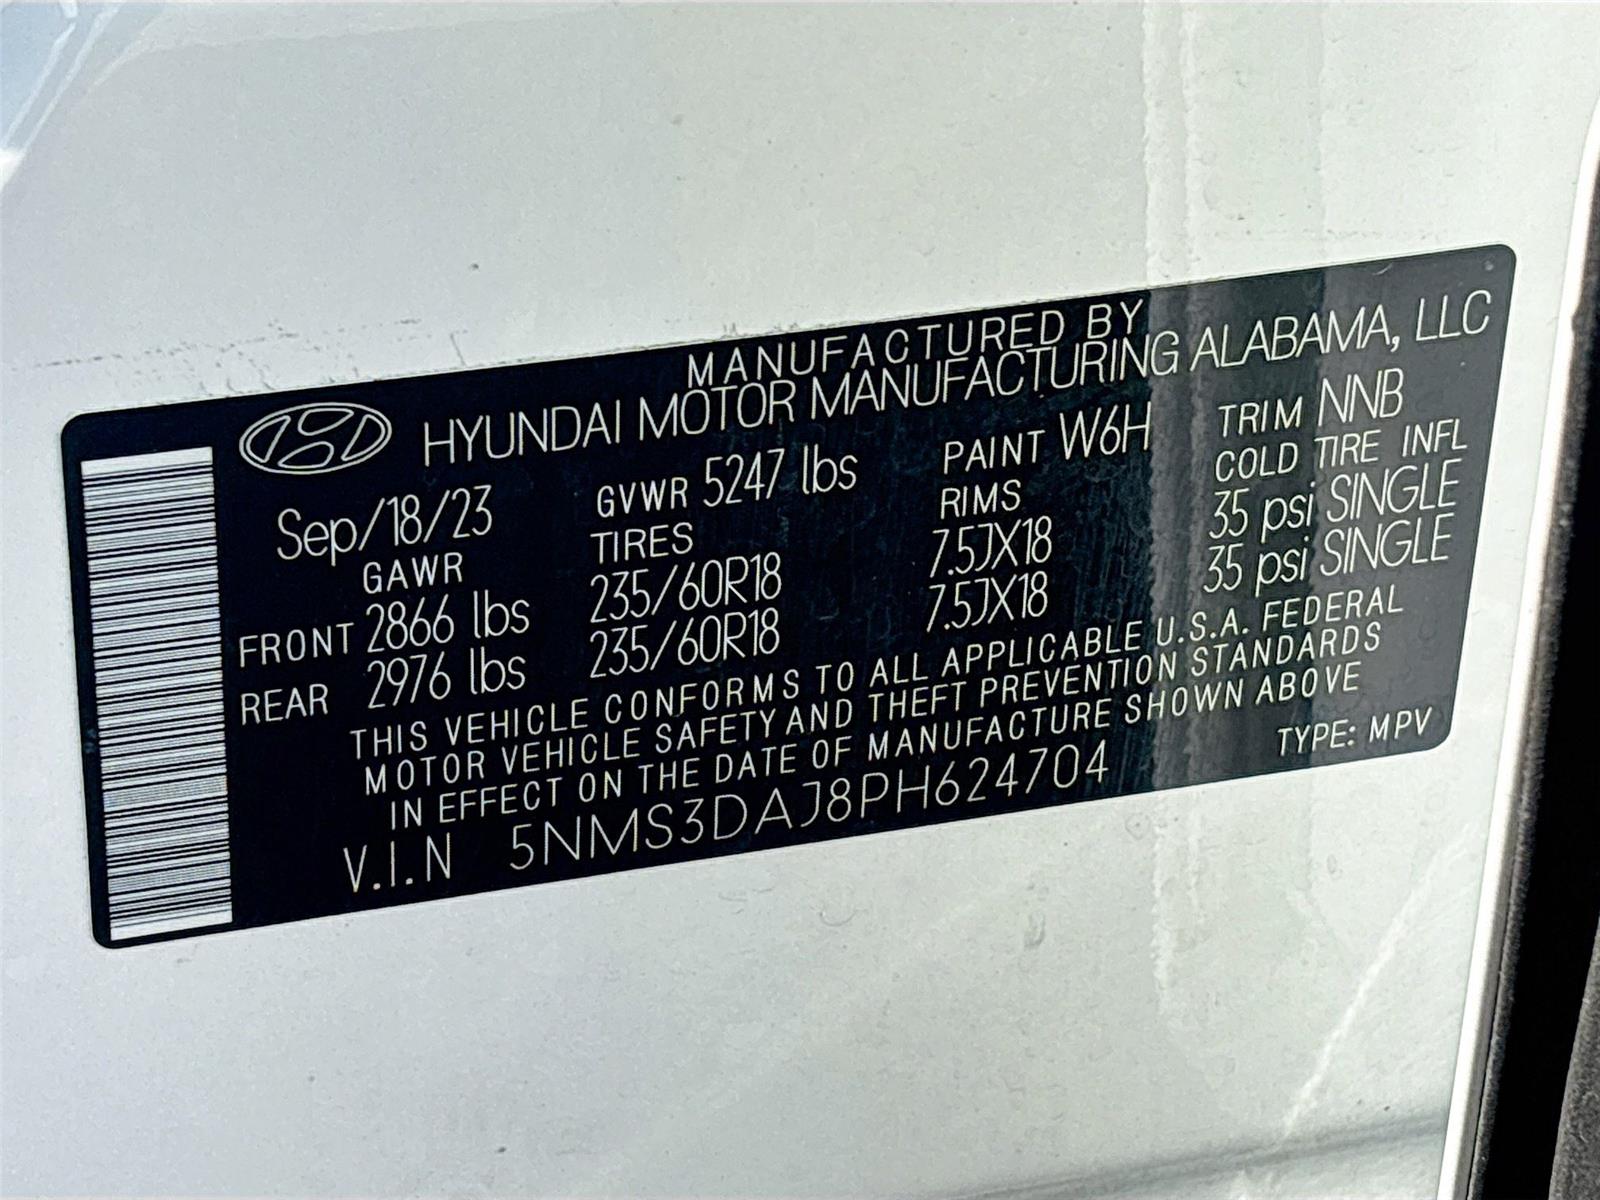 MANUFACTURED BY
HYUNDAI MOTOR MANUFACTURING ALABAMA, LLC
Sep/18/23 GVWR 5247 lbs PAINT W6H TRIM NNB
GAWR TIRES RIMS COLD TIRE INFL
FRONT 2866 lbs 235/60R18 7.5JX18 35 psi SINGLE
REAR 2976 lbs 235/60R18 7.5JX18 35 psi SINGLE
THIS VEHICLE CONFORMS TO ALL APPLICABLE U.S.A. FEDERAL
MOTOR VEHICLE SAFETY AND THEFT PREVENTION STANDARDS
IN EFFECT ON THE DATE OF MANUFACTURE SHOWN ABOVE
V.I.N 5NMS3DAJ8PH624704 TYPE: MPV